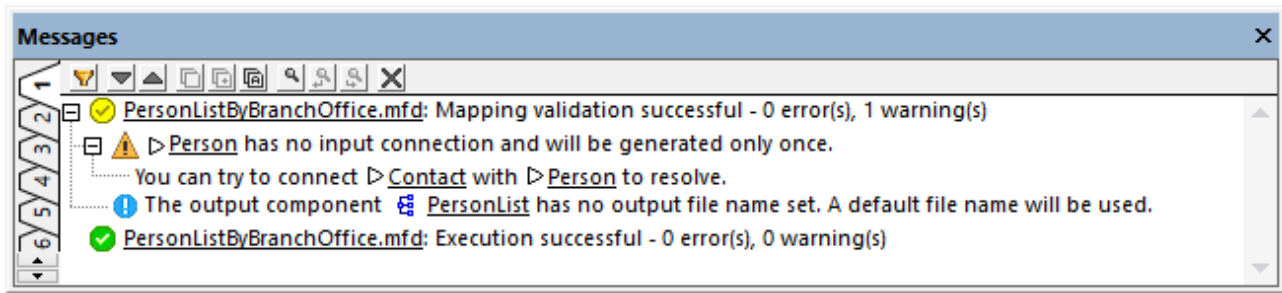 Messages
1
2
3
4
5
6
PersonListByBranchOffice.mfd: Mapping validation successful - 0 error(s), 1 warning(s)
Person has no input connection and will be generated only once.
You can try to connect Contact with Person to resolve.
The output component PersonList has no output file name set. A default file name will be used.
PersonListByBranchOffice.mfd: Execution successful - 0 error(s), 0 warning(s)